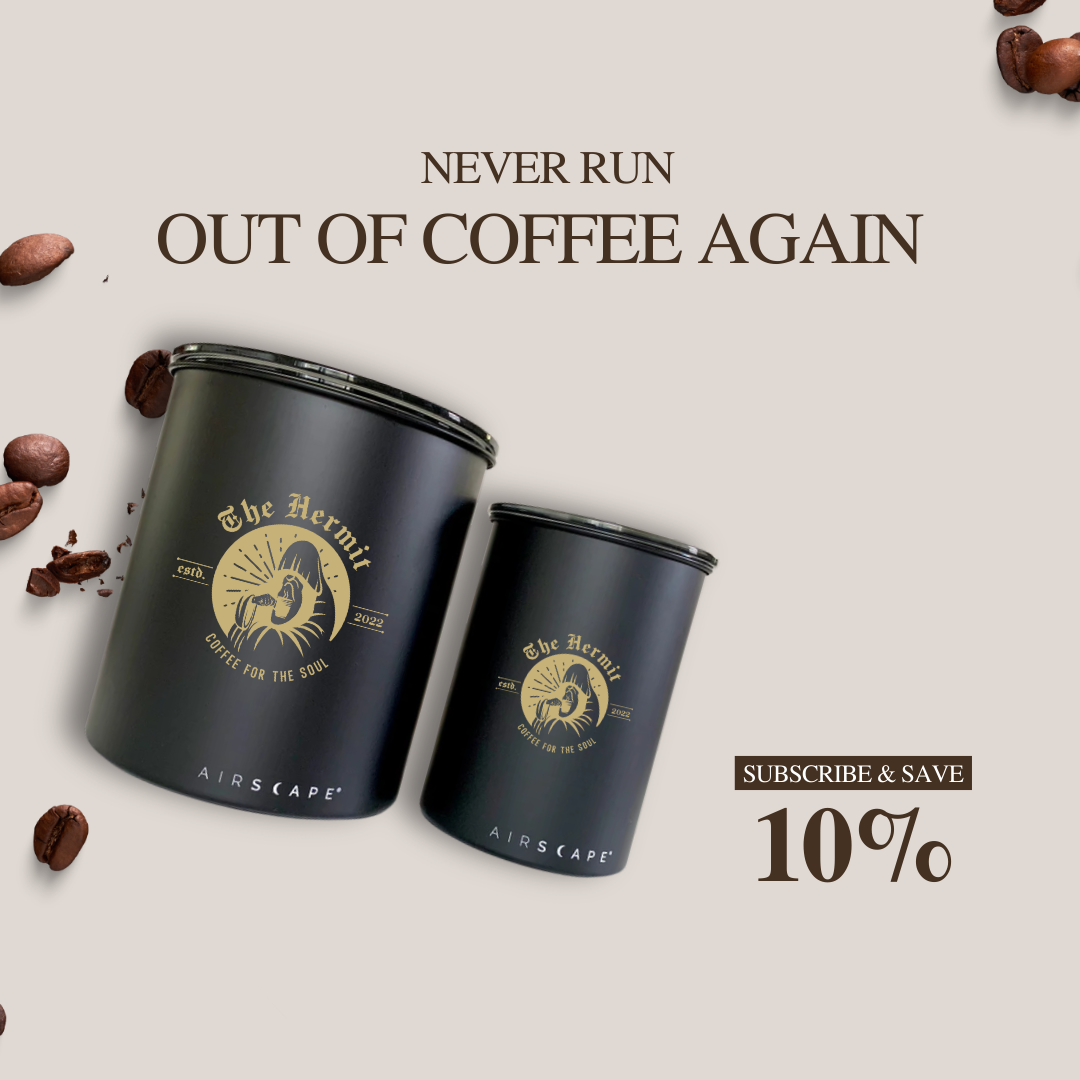 NEVER RUN
OUT OF COFFEE AGAIN
The Hermit
estd.
2022
COFFEE FOR THE SOUL
AIRSCAPE®
The Hermit
estd.
2022
COFFEE FOR THE SOUL
AIRSCAPE®
SUBSCRIBE & SAVE
10%